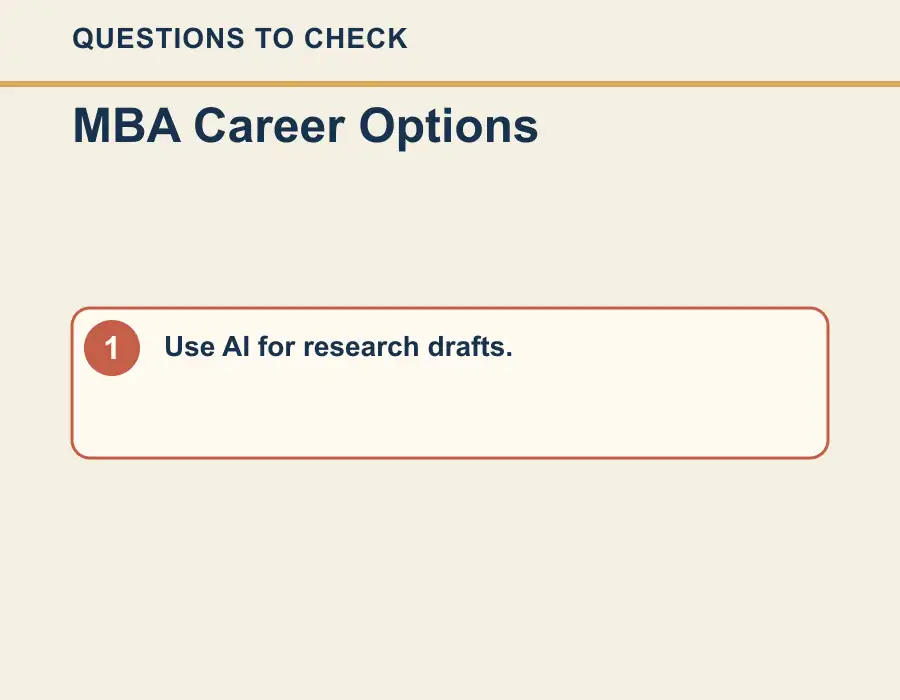 QUESTIONS TO CHECK
MBA Career Options
1 Use AI for research drafts.